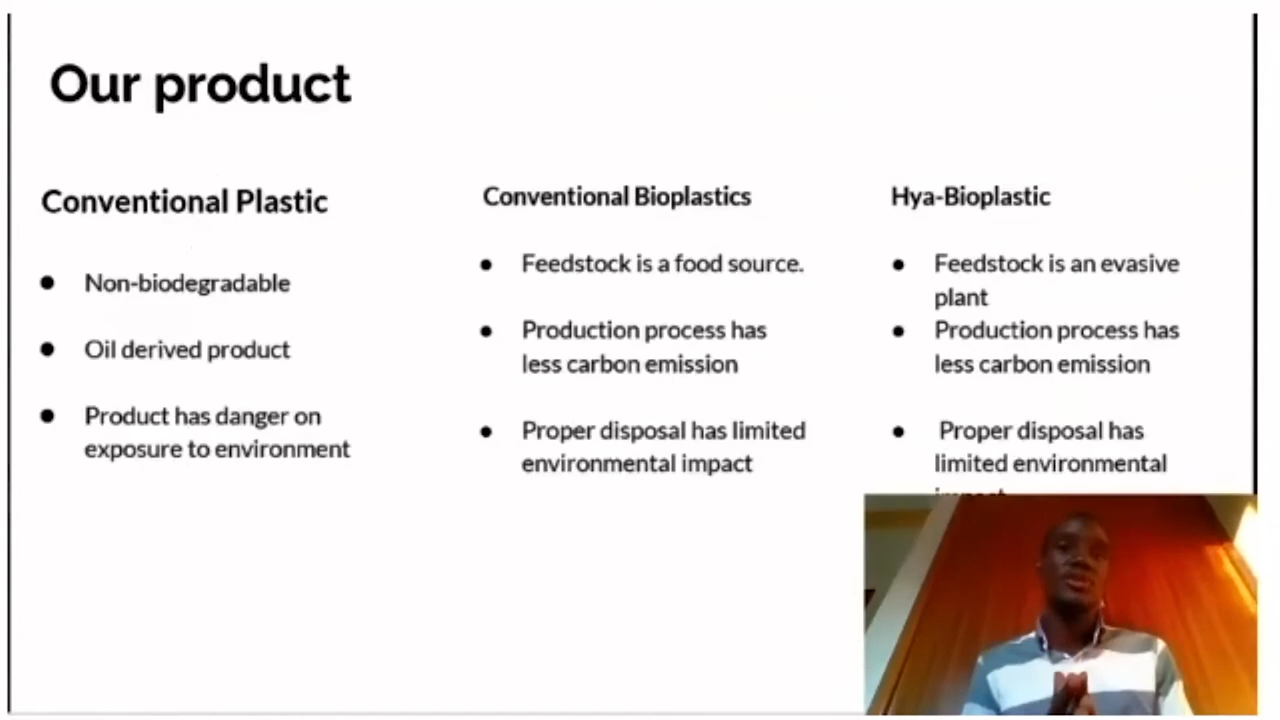 Our product
Conventional Plastic
Non-biodegradable
Oil derived product
Product has danger on
exposure to environment
Conventional Bioplastics
Feedstock is a food source.
Production process has
less carbon emission
Proper disposal has limited
environmental impact
Hya-Bioplastic
Feedstock is an evasive
plant
Production process has
less carbon emission
Proper disposal has
limited environmental